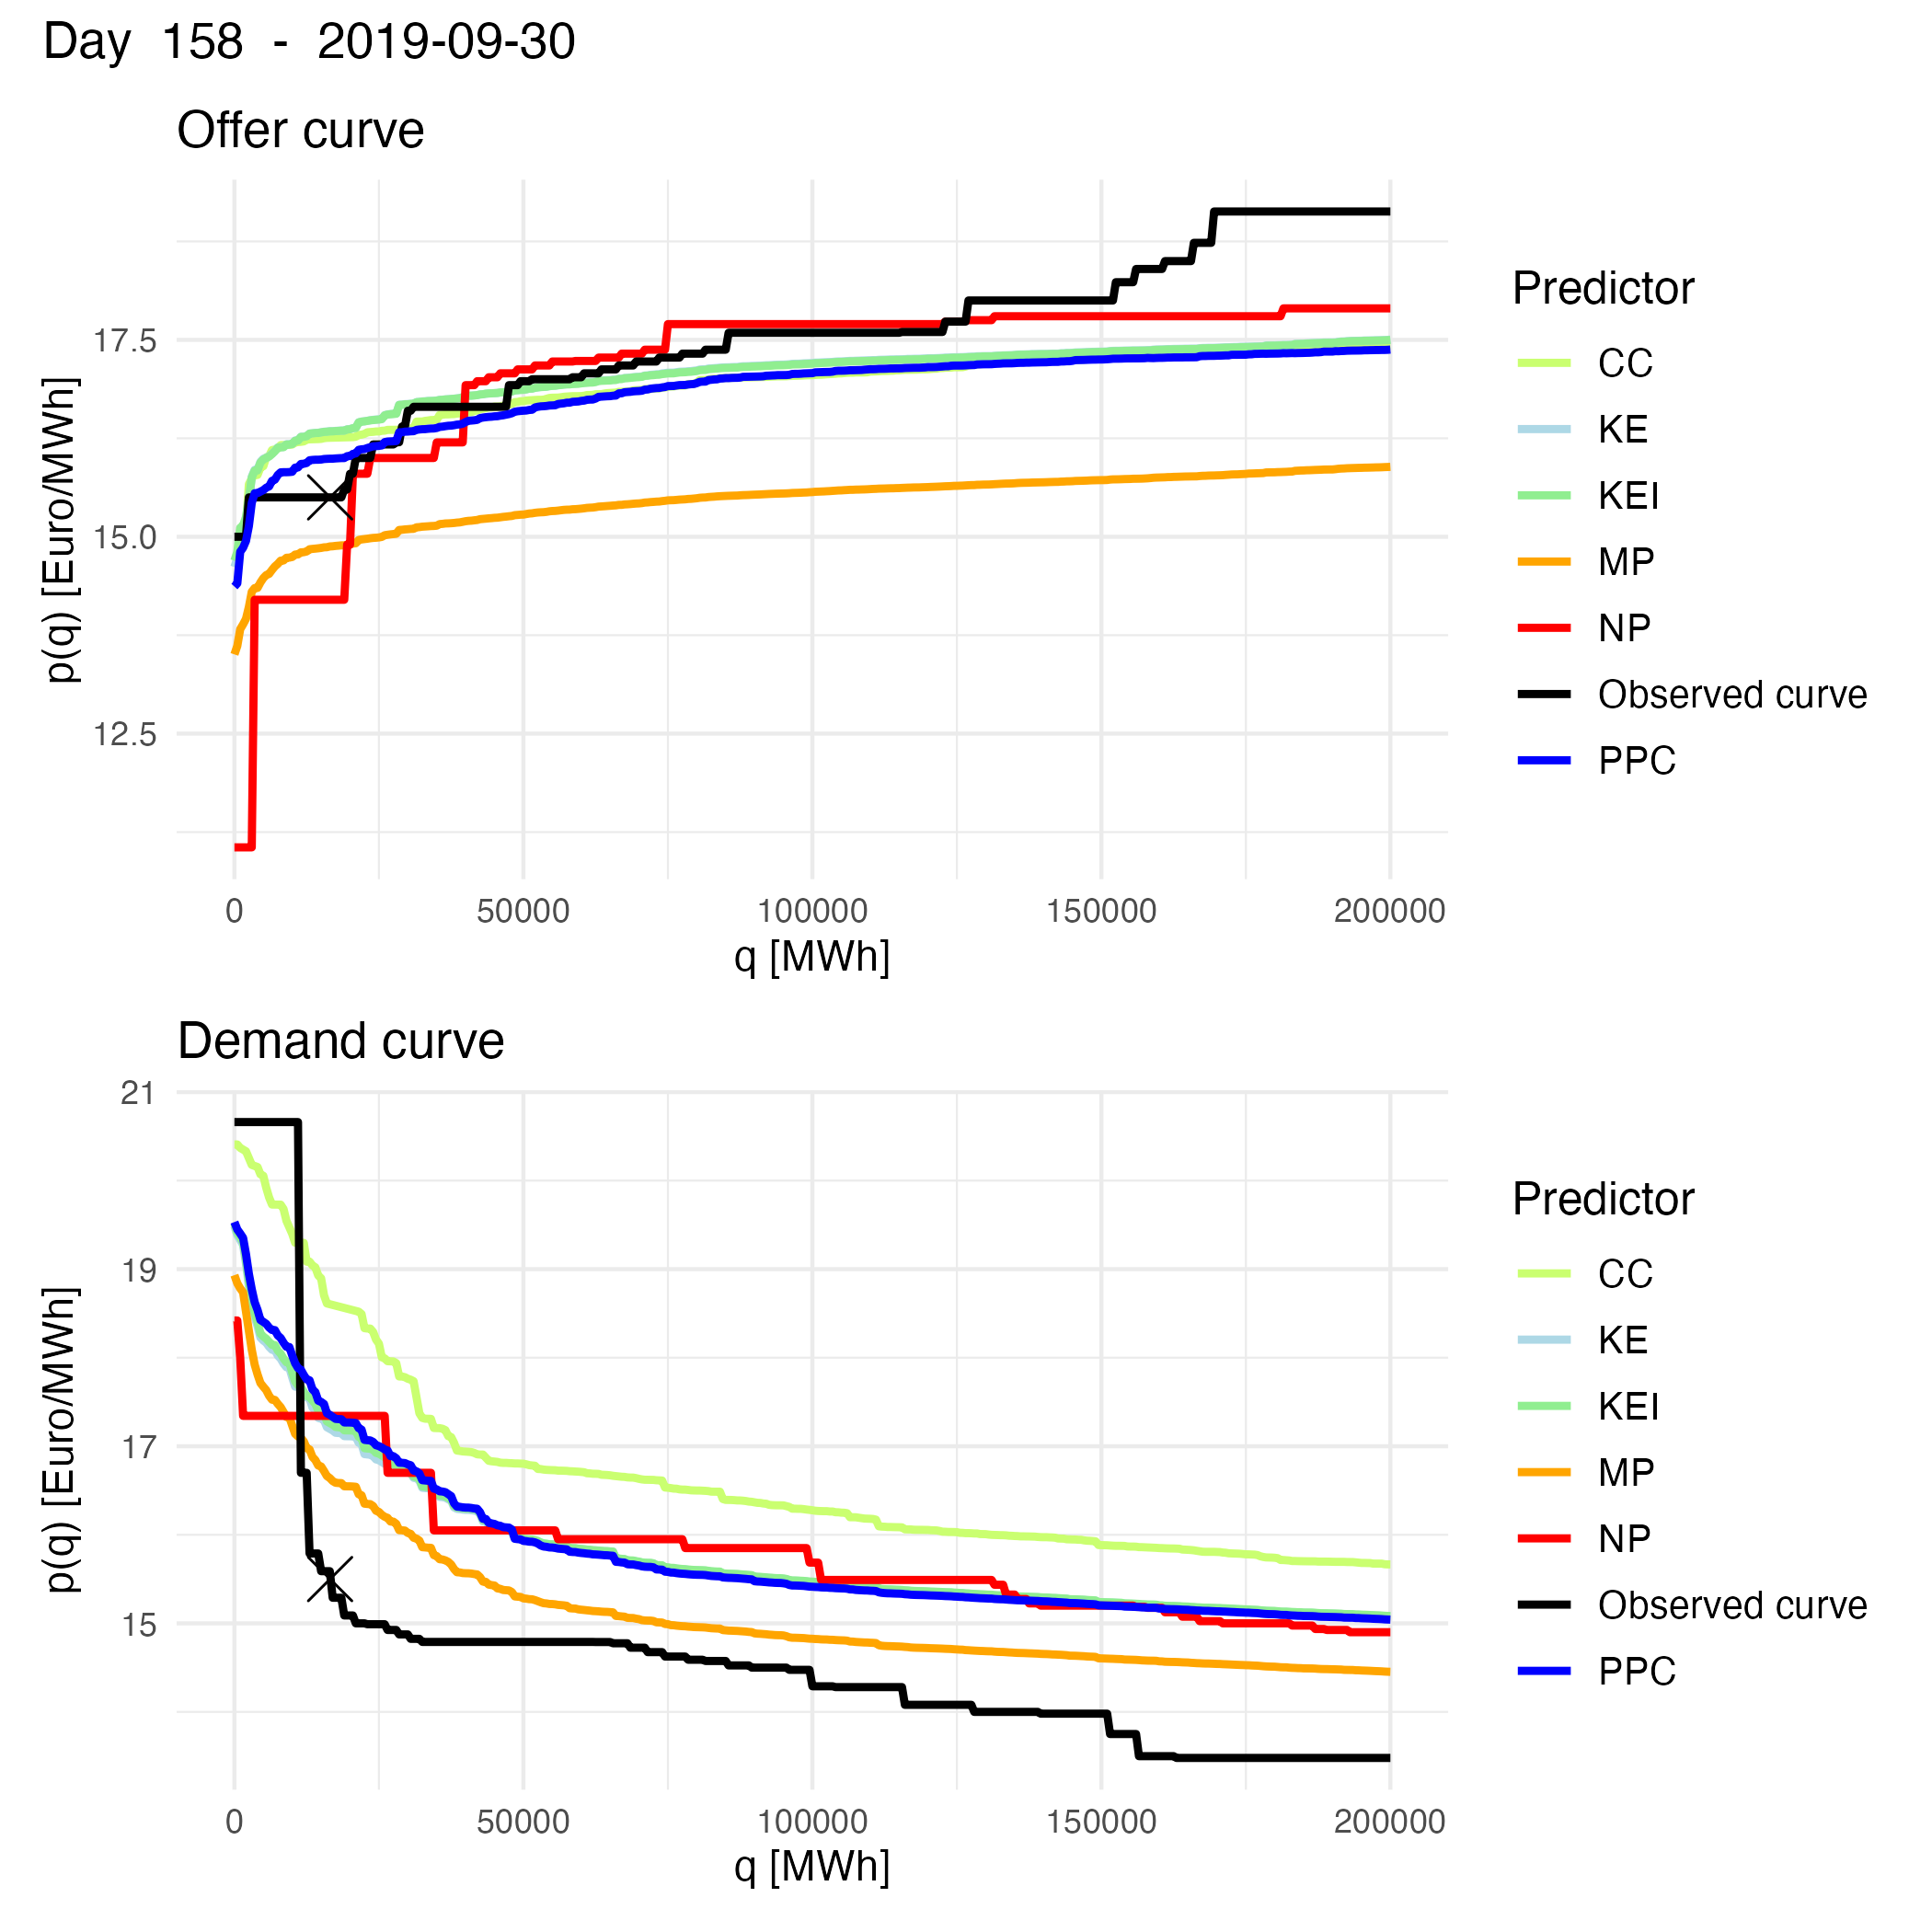 Day 158 - 2019-09-30
Offer curve
p(q) [Euro/MWh]
17.5
15.0
12.5
0 50000 100000 150000 200000
q [MWh]
Predictor
CC
KE
KEI
MP
NP
Observed curve
PPC
Demand curve
p(q) [Euro/MWh]
21
19
17
15
0 50000 100000 150000 200000
q [MWh]
Predictor
CC
KE
KEI
MP
NP
Observed curve
PPC